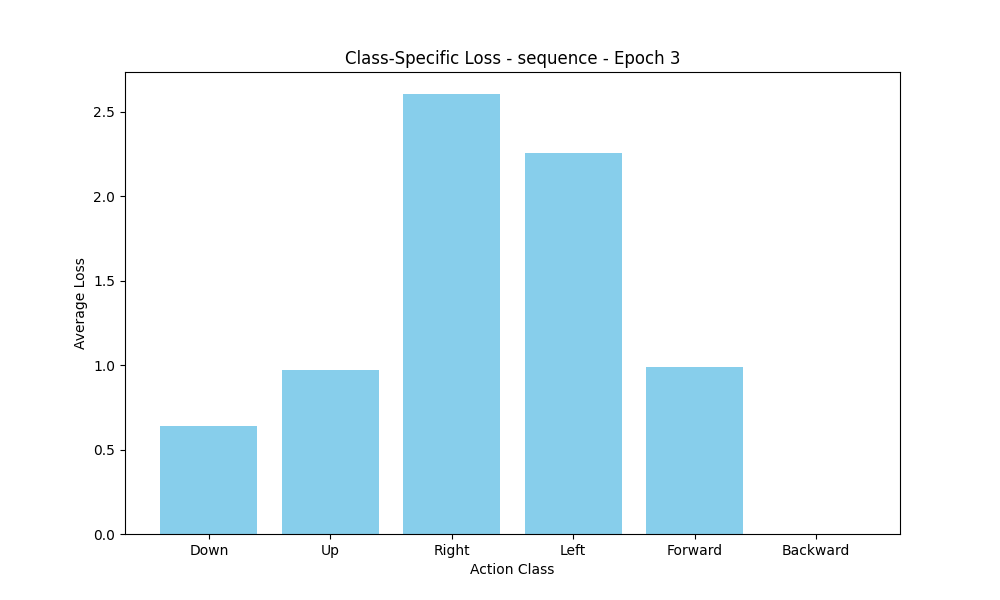 Class-Specific Loss - sequence - Epoch 3
Average Loss
2.5
2.0
1.5
1.0
0.5
0.0
Down Up Right Left Forward Backward
Action Class